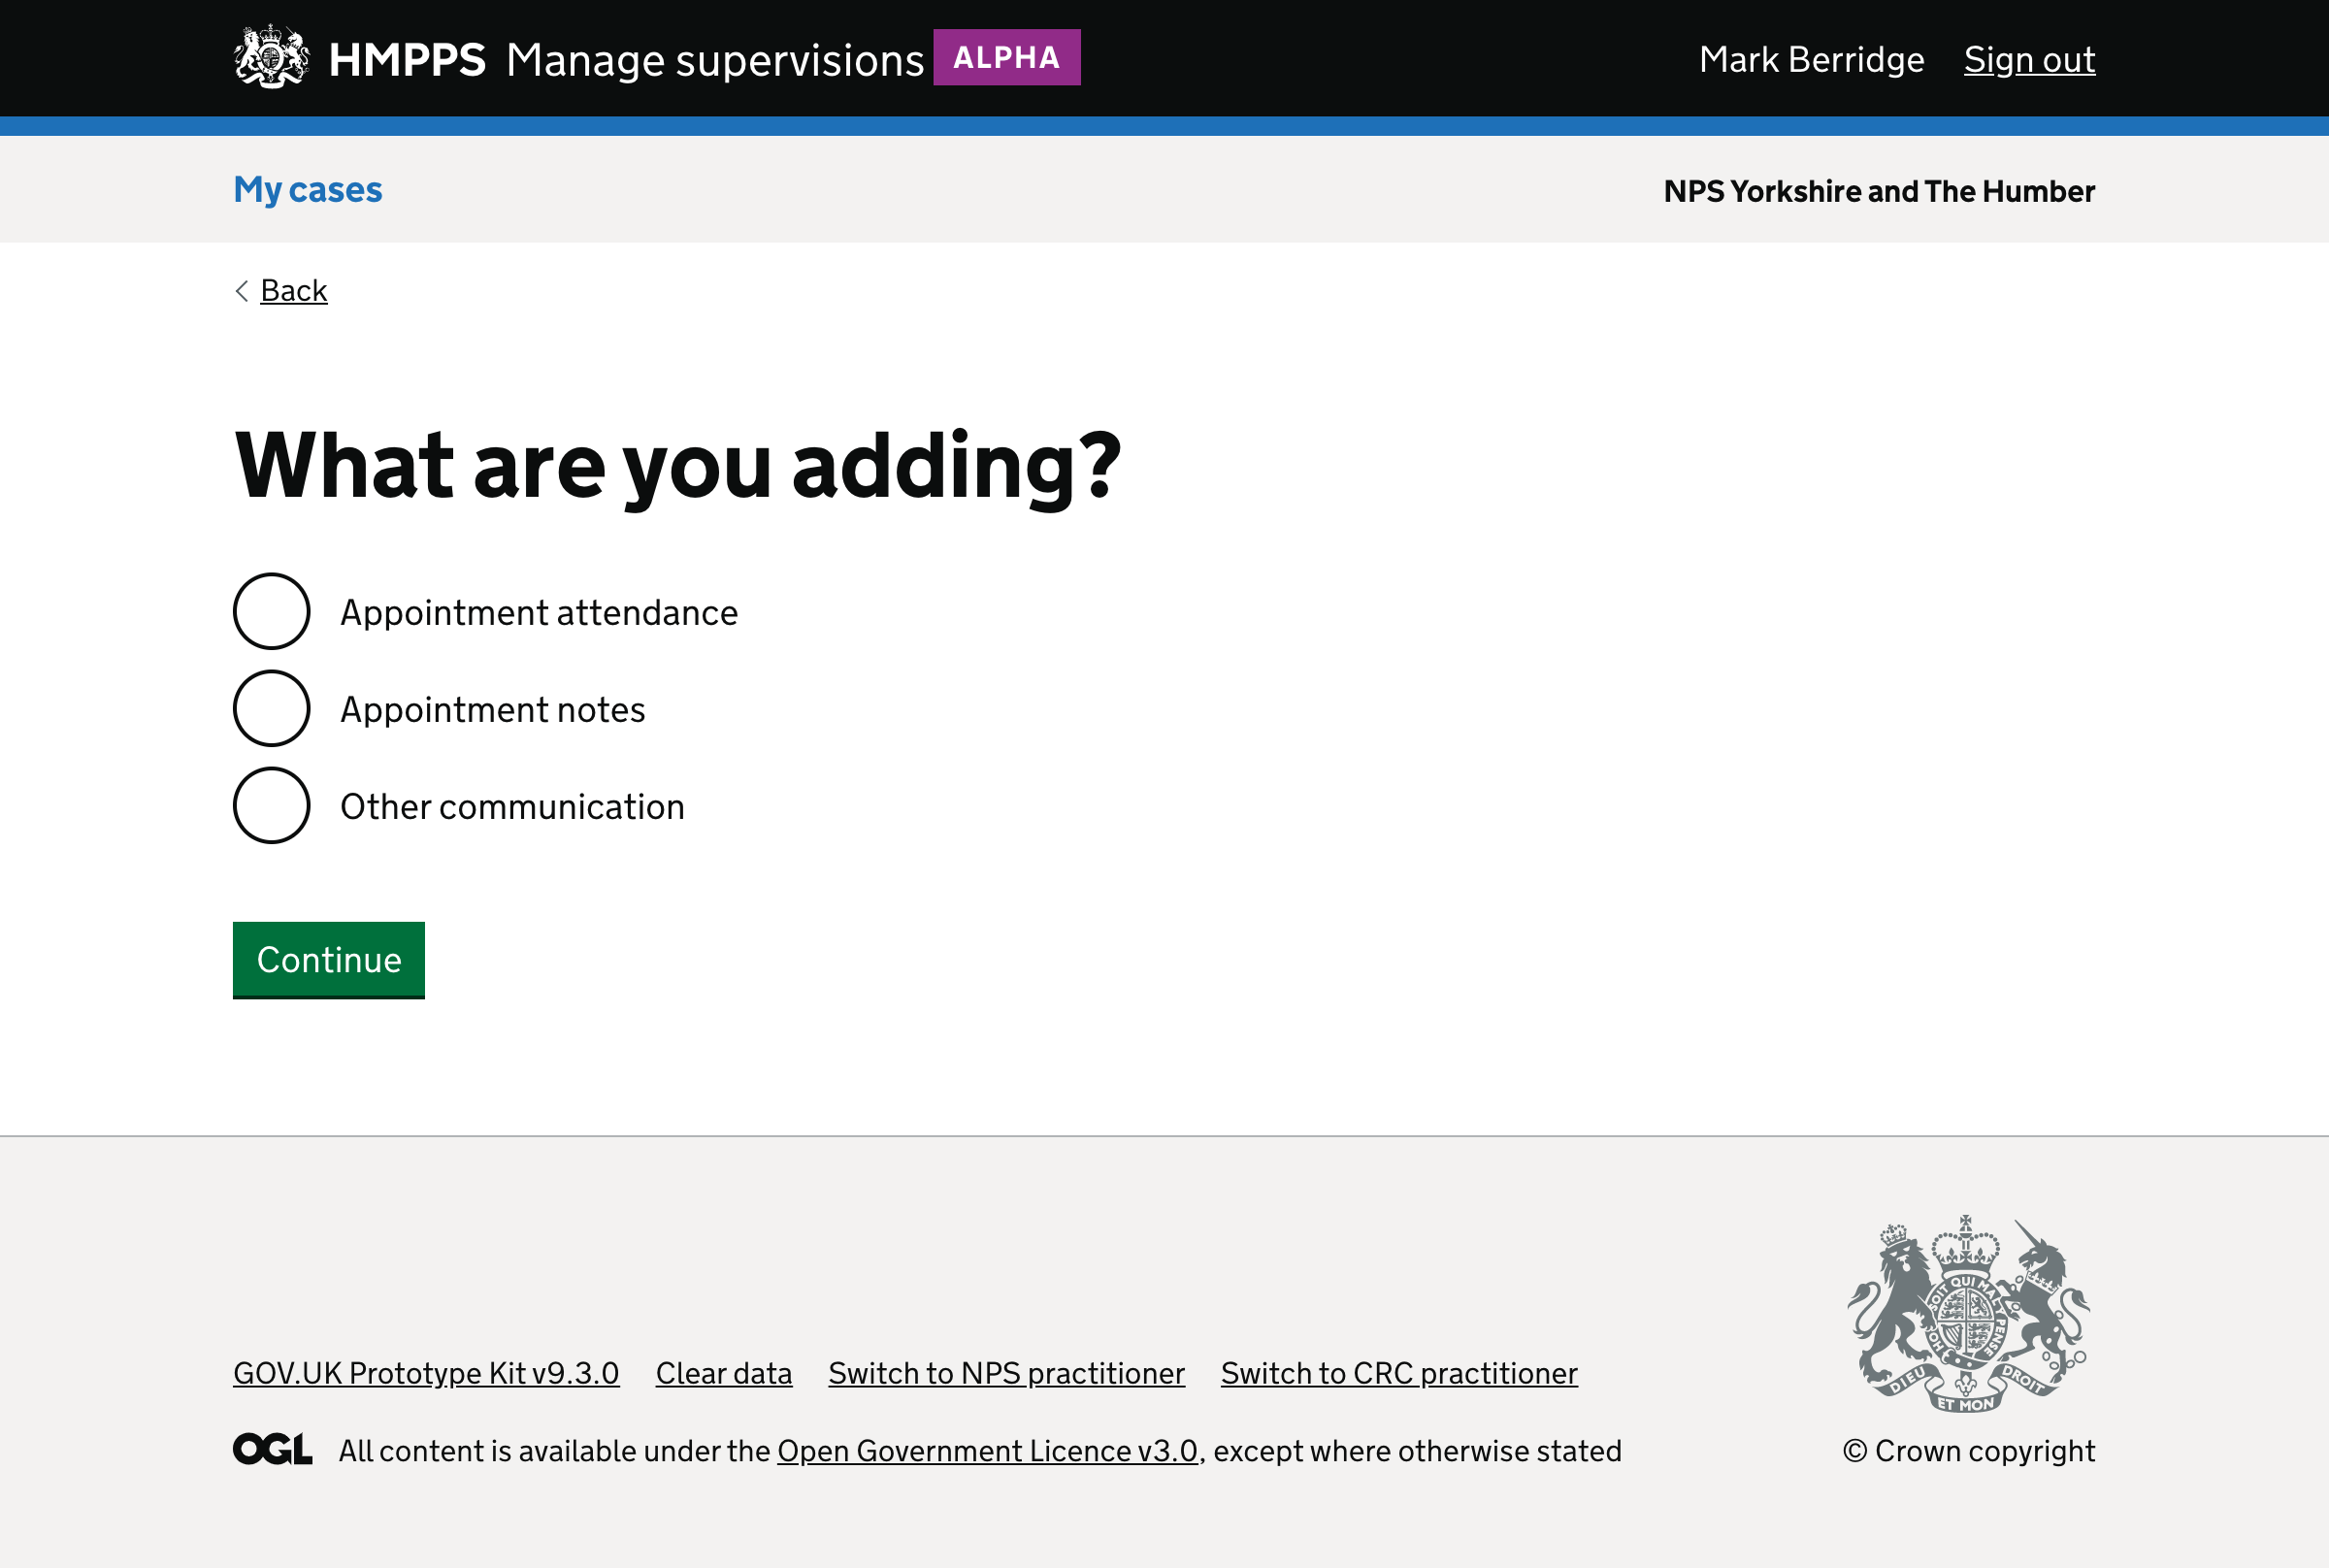 HMPPS Manage supervisions ALPHA
Mark Berridge Sign out
My cases
NPS Yorkshire and The Humber
Back
What are you adding?
Appointment attendance
Appointment notes
Other communication
Continue
GOV.UK Prototype Kit v9.3.0 Clear data Switch to NPS practitioner Switch to CRC practitioner
OGL All content is available under the Open Government Licence v3.0, except where otherwise stated
SOIT QUI MAL Y PENSE
DIEU ET MON DROIT
© Crown copyright